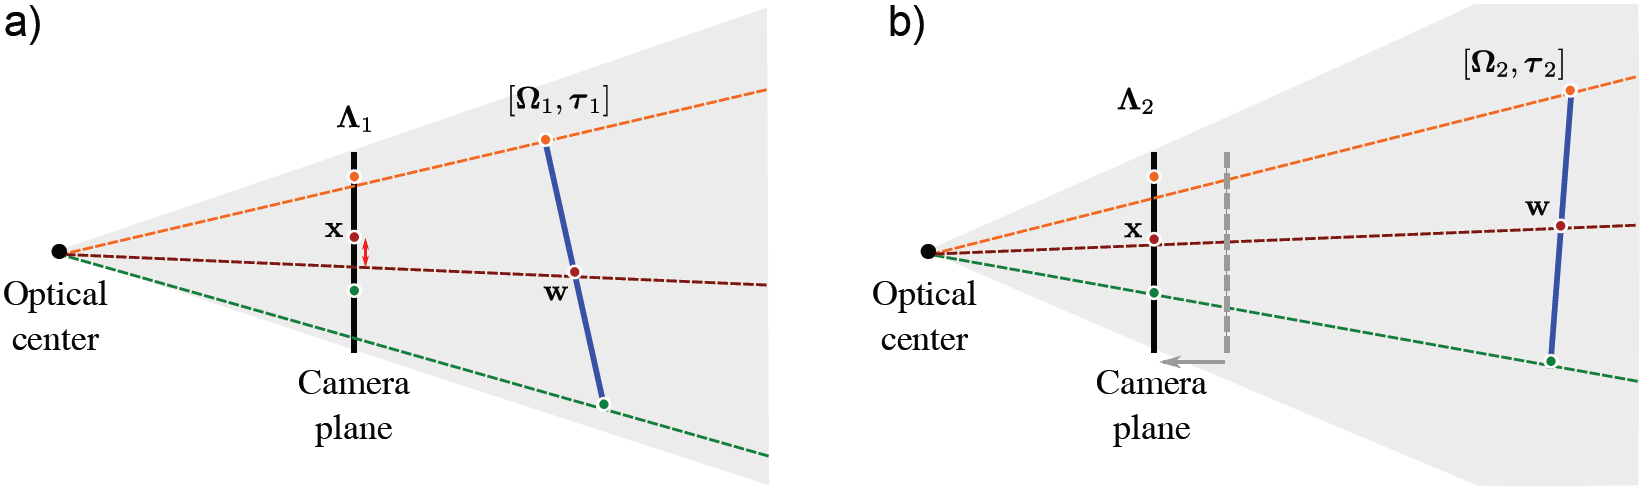 a)
Λ₁
[Ω₁, τ₁]
x
w
Optical
center
Camera
plane
b)
Λ₂
[Ω₂, τ₂]
x
w
Optical
center
Camera
plane